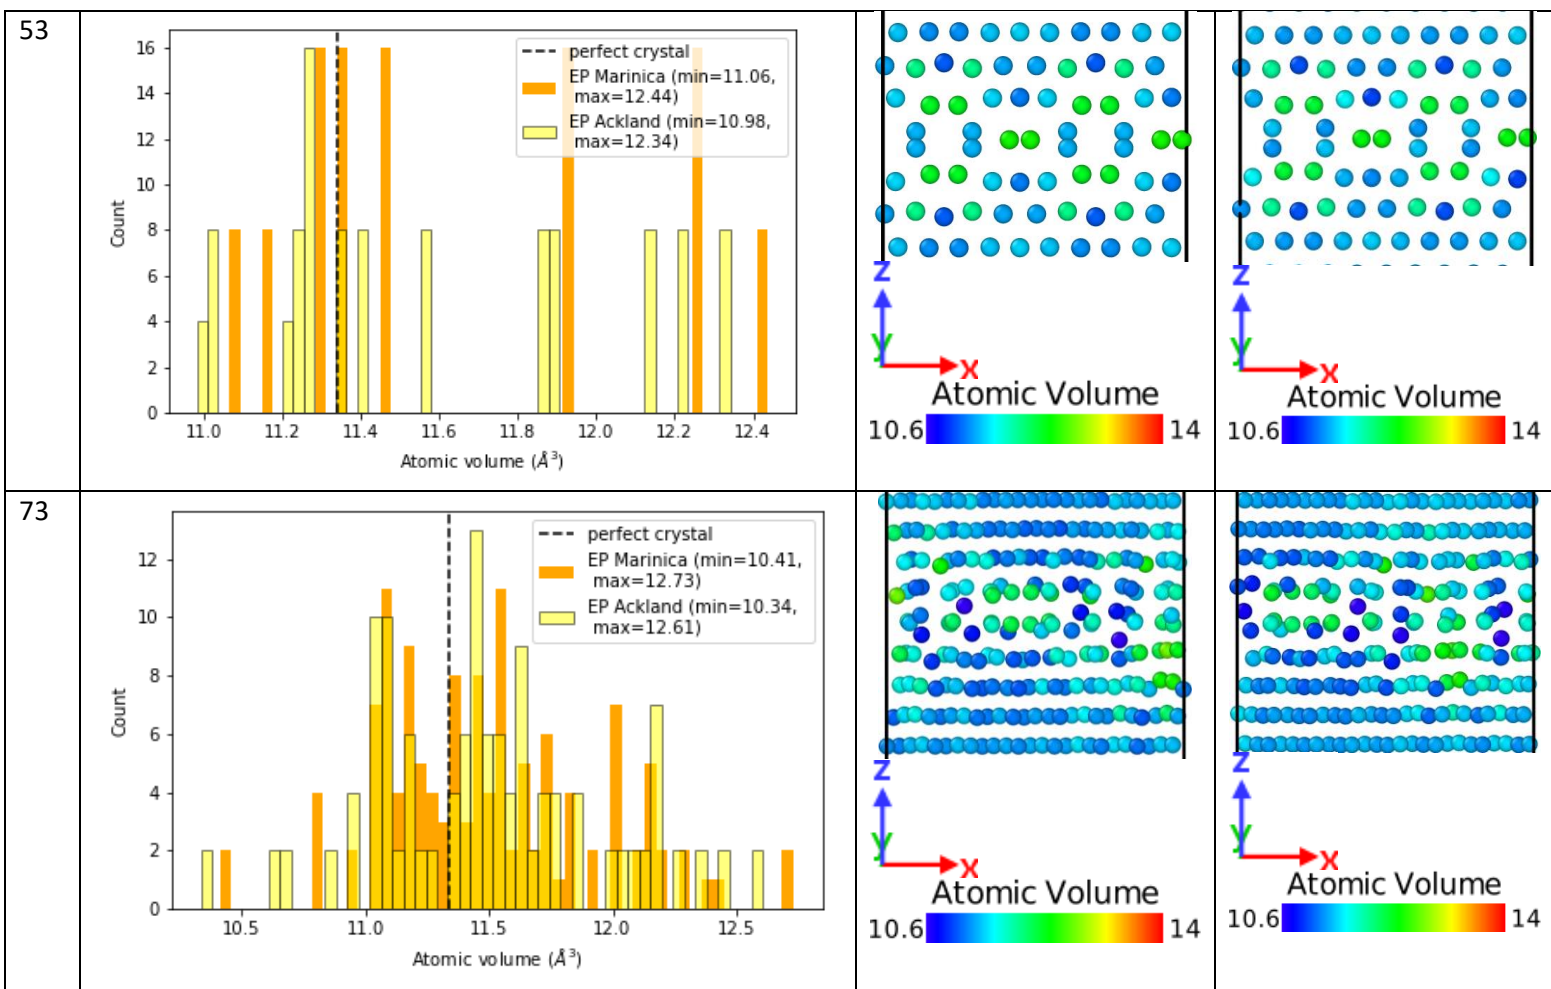 53
16
14
12
10
8
6
4
2
0
Count
perfect crystal
EP Marinica (min=11.06,
max=12.44)
EP Ackland (min=10.98,
max=12.34)
11.0 11.2 11.4 11.6 11.8 12.0 12.2 12.4
Atomic volume (Å³)
Z
y
X
Atomic Volume
10.6 14
Z
y
X
Atomic Volume
10.6 14
73
12
10
8
6
4
2
0
Count
perfect crystal
EP Marinica (min=10.41,
max=12.73)
EP Ackland (min=10.34,
max=12.61)
10.5 11.0 11.5 12.0 12.5
Atomic volume (Å³)
Z
y
X
Atomic Volume
10.6 14
Z
y
X
Atomic Volume
10.6 14